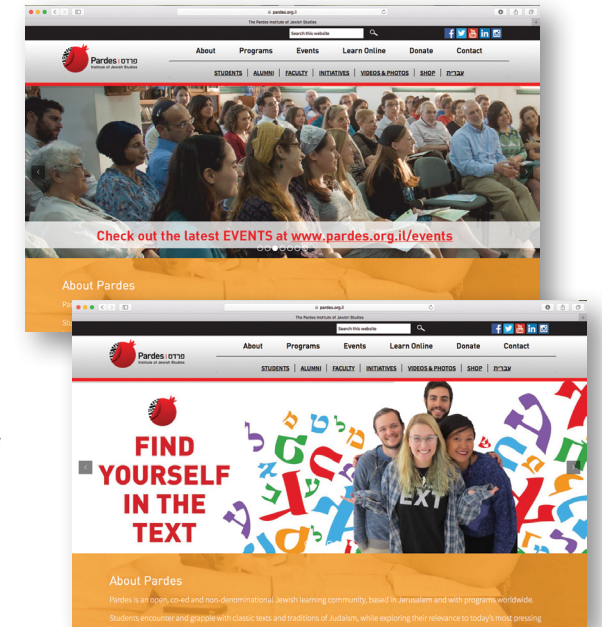 pardes.org.il
The Pardes Institute of Jewish Studies
Search this website
Pardes פרדס
Institute of Jewish Studies
About Programs Events Learn Online Donate Contact
STUDENTS | ALUMNI | FACULTY | INITIATIVES | VIDEOS & PHOTOS | SHOP | עברית
Check out the latest EVENTS at www.pardes.org.il/events
About Pardes
pardes.org.il
The Pardes Institute of Jewish Studies
Search this website
Pardes פרדס
Institute of Jewish Studies
About Programs Events Learn Online Donate Contact
STUDENTS | ALUMNI | FACULTY | INITIATIVES | VIDEOS & PHOTOS | SHOP | עברית
FIND
YOURSELF
IN THE
TEXT
About Pardes
Pardes is an open, co-ed and non-denominational Jewish learning community, based in Jerusalem and with programs worldwide.
Students encounter and grapple with classic texts and traditions of Judaism, while exploring their relevance to today's most pressing